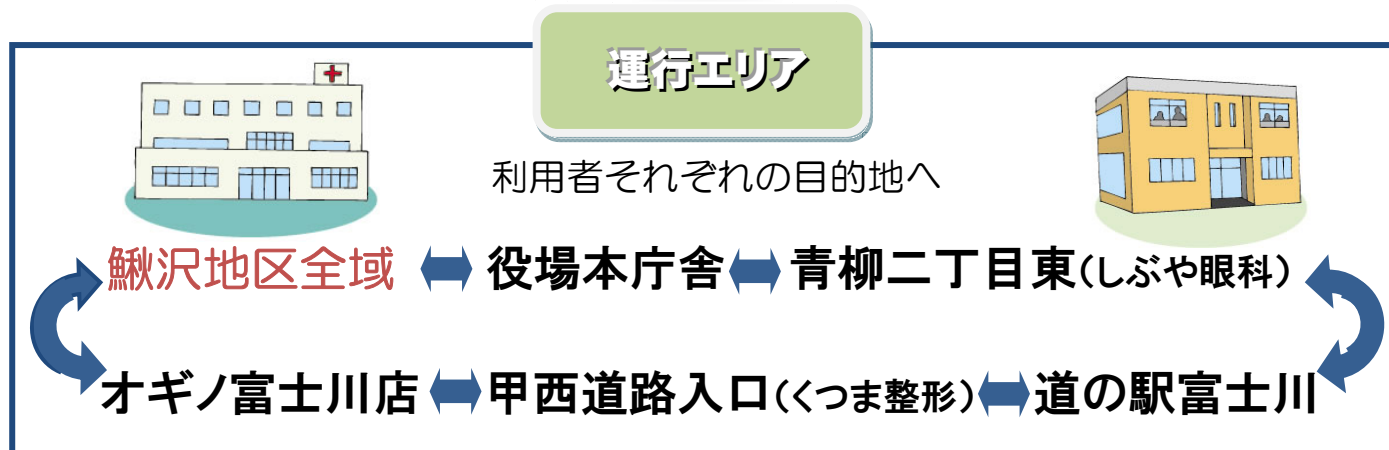 運行エリア
利用者それぞれの目的地へ
鰍沢地区全域 役場本庁舎 青柳二丁目東(しぶや眼科)
オギノ富士川店 甲西道路入口(くつま整形) 道の駅富士川